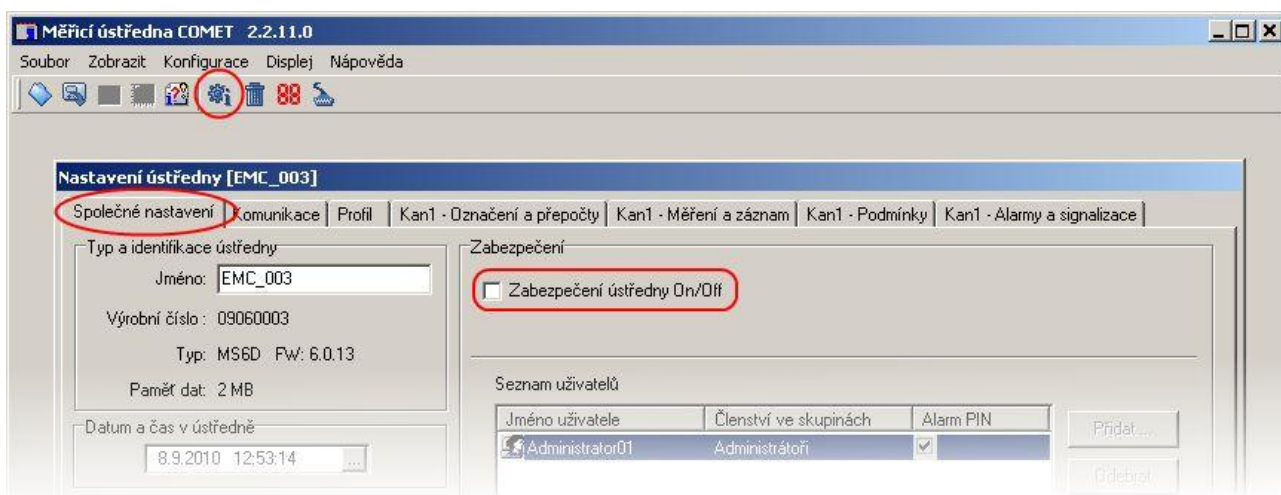 Měřicí ústředna COMET 2.2.11.0
Soubor Zobrazit Konfigurace Displej Nápověda
Nastavení ústředny [EMC_003]
Společné nastavení Komunikace Profil Kan1 - Označení a přepočty Kan1 - Měření a záznam Kan1 - Podmínky Kan1 - Alarmy a signalizace
Typ a identifikace ústředny
Jméno: EMC_003
Výrobní číslo : 09060003
Typ: MS6D FW: 6.0.13
Paměť dat: 2 MB
Datum a čas v ústředně
8.9.2010 12:53:14 ...
Zabezpečení
Zabezpečení ústředny On/Off
Seznam uživatelů
Jméno uživatele Členství ve skupinách Alarm PIN
Administrator01 Administrátoři
Přidat...
Odebrat